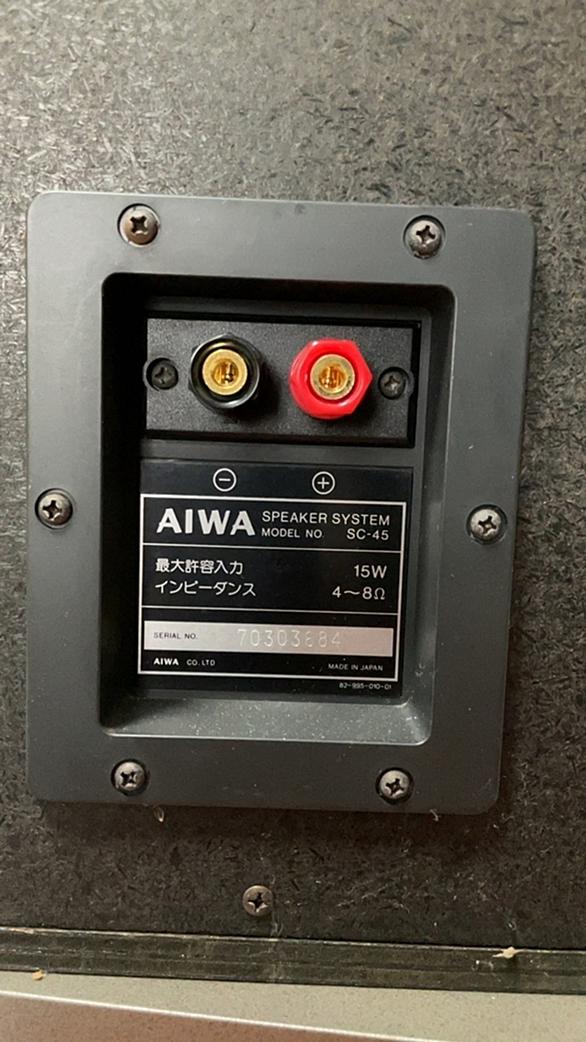 ⊖ ⊕
AIWA SPEAKER SYSTEM
MODEL NO. SC-45
最大許容入力 15W
インピーダンス 4〜8Ω
SERIAL NO. 70303684
AIWA CO. LTD MADE IN JAPAN
82-995-010-01